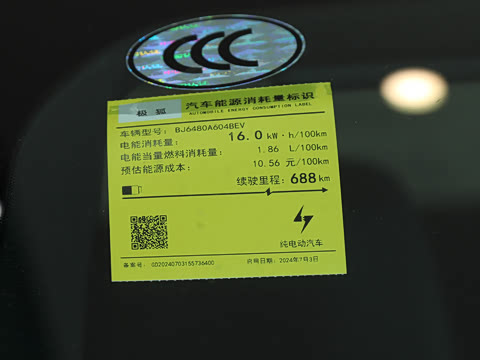 CCC
极狐 汽车能源消耗量标识
AUTOMOBILE ENERGY CONSUMPTION LABEL
车辆型号: BJ6480A604BEV
电能消耗量: 16.0 kW·h/100km
电能当量燃料消耗量: 1.86 L/100km
预估能源成本: 10.56 元/100km
续驶里程: 688 km
纯电动汽车
备案号: CD20240703155736400 启用日期: 2024年7月3日